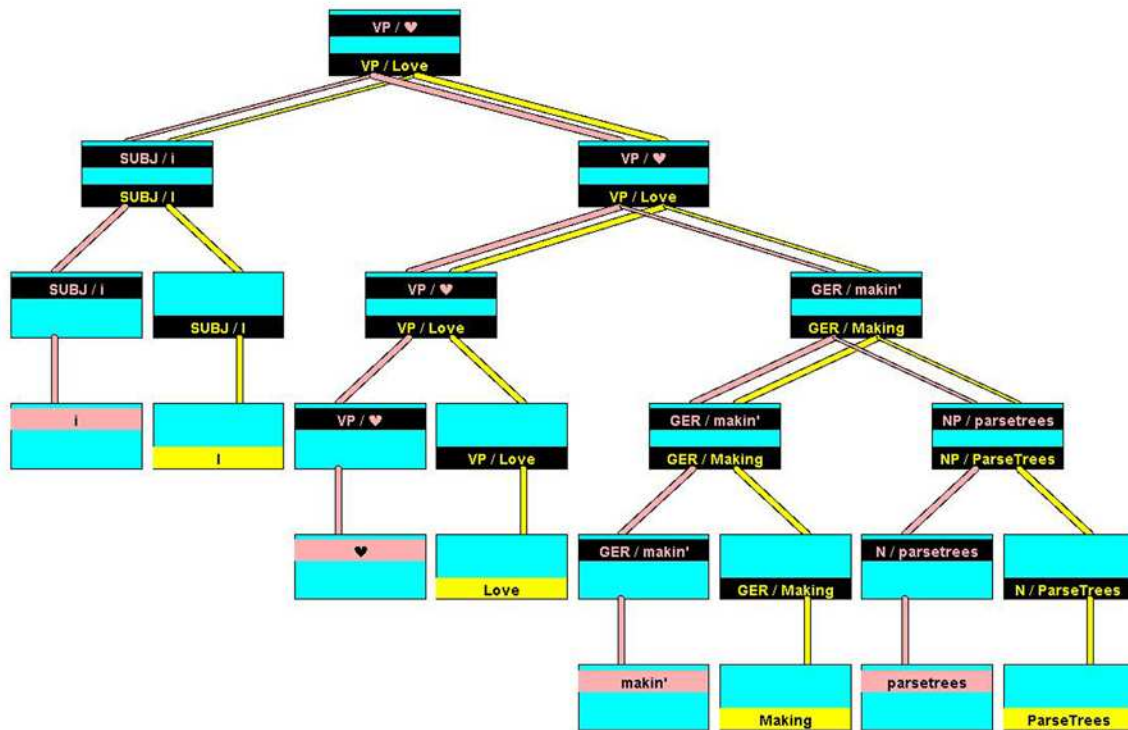 VP / ♥
VP / Love
SUBJ / i
SUBJ / I
VP / ♥
VP / Love
SUBJ / i
SUBJ / I
VP / ♥
VP / Love
GER / makin'
GER / Making
i
I
VP / ♥
VP / Love
GER / makin'
GER / Making
NP / parsetrees
NP / ParseTrees
♥
Love
GER / makin'
GER / Making
N / parsetrees
N / ParseTrees
makin'
Making
parsetrees
ParseTrees